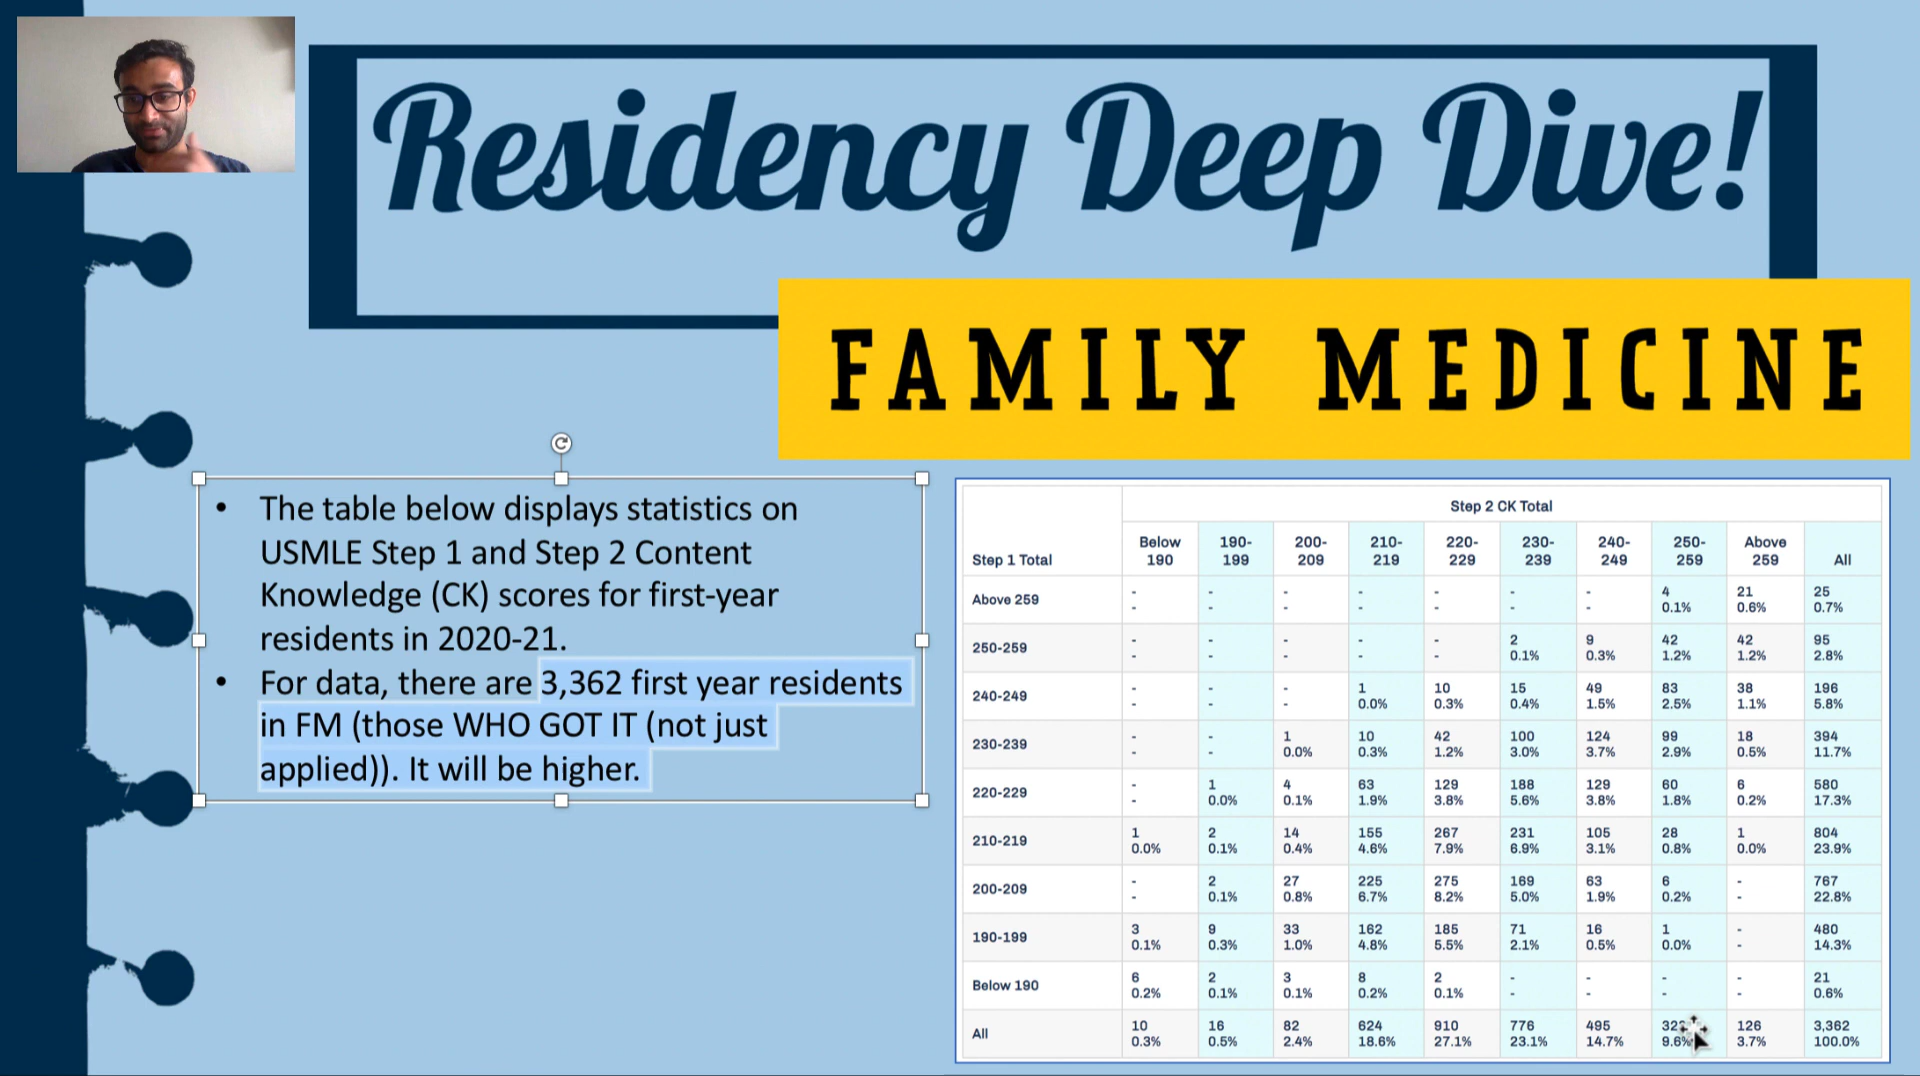 Residency Deep Dive!
FAMILY MEDICINE
• The table below displays statistics on
USMLE Step 1 and Step 2 Content
Knowledge (CK) scores for first-year
residents in 2020-21.
• For data, there are 3,362 first year residents
in FM (those WHO GOT IT (not just
applied)). It will be higher.
Step 2 CK Total
Step 1 Total Below 190 190-199 200-209 210-219 220-229 230-239 240-249 250-259 Above 259 All
Above 259 - - - - - - - 4 21 25
- - - - - - - 0.1% 0.6% 0.7%
250-259 - - - - - 2 9 42 42 95
- - - - - 0.1% 0.3% 1.2% 1.2% 2.8%
240-249 - - - 1 10 15 49 83 38 196
- - - 0.0% 0.3% 0.4% 1.5% 2.5% 1.1% 5.8%
230-239 - - 1 10 42 100 124 99 18 394
- - 0.0% 0.3% 1.2% 3.0% 3.7% 2.9% 0.5% 11.7%
220-229 - 1 4 63 129 188 129 60 6 580
- 0.0% 0.1% 1.9% 3.8% 5.6% 3.8% 1.8% 0.2% 17.3%
210-219 1 2 14 155 267 231 105 28 1 804
0.0% 0.1% 0.4% 4.6% 7.9% 6.9% 3.1% 0.8% 0.0% 23.9%
200-209 - 2 27 225 275 169 63 6 - 767
- 0.1% 0.8% 6.7% 8.2% 5.0% 1.9% 0.2% - 22.8%
190-199 3 9 33 162 185 71 16 1 - 480
0.1% 0.3% 1.0% 4.8% 5.5% 2.1% 0.5% 0.0% - 14.3%
Below 190 6 2 3 8 2 - - - - 21
0.2% 0.1% 0.1% 0.2% 0.1% - - - - 0.6%
All 10 16 82 624 910 776 495 126 3,362
0.3% 0.5% 2.4% 18.6% 27.1% 23.1% 14.7% 9.6% 3.7% 100.0%